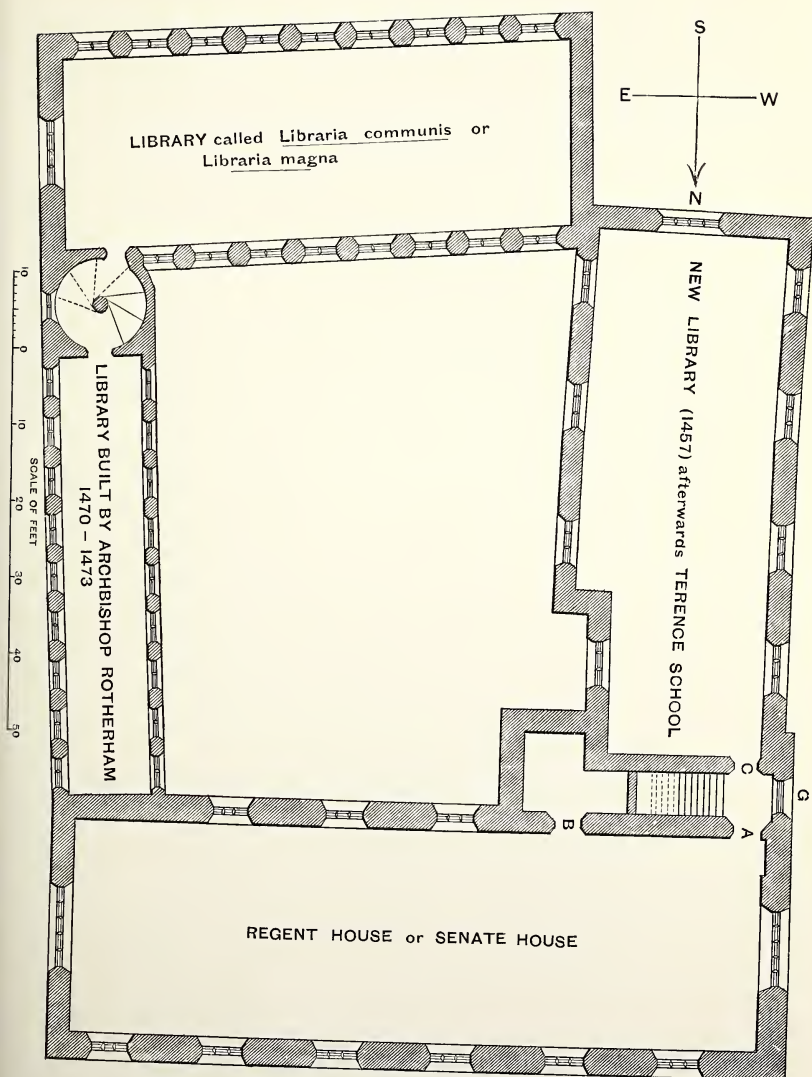 S
E W
N
LIBRARY called Libraria communis or
Libraria magna
NEW LIBRARY (1457) afterwards TERENCE SCHOOL
LIBRARY BUILT BY ARCHBISHOP ROTHERHAM
1470 – 1473
10 0 10 20 30 40 50
SCALE OF FEET
C
G
A
B
REGENT HOUSE or SENATE HOUSE